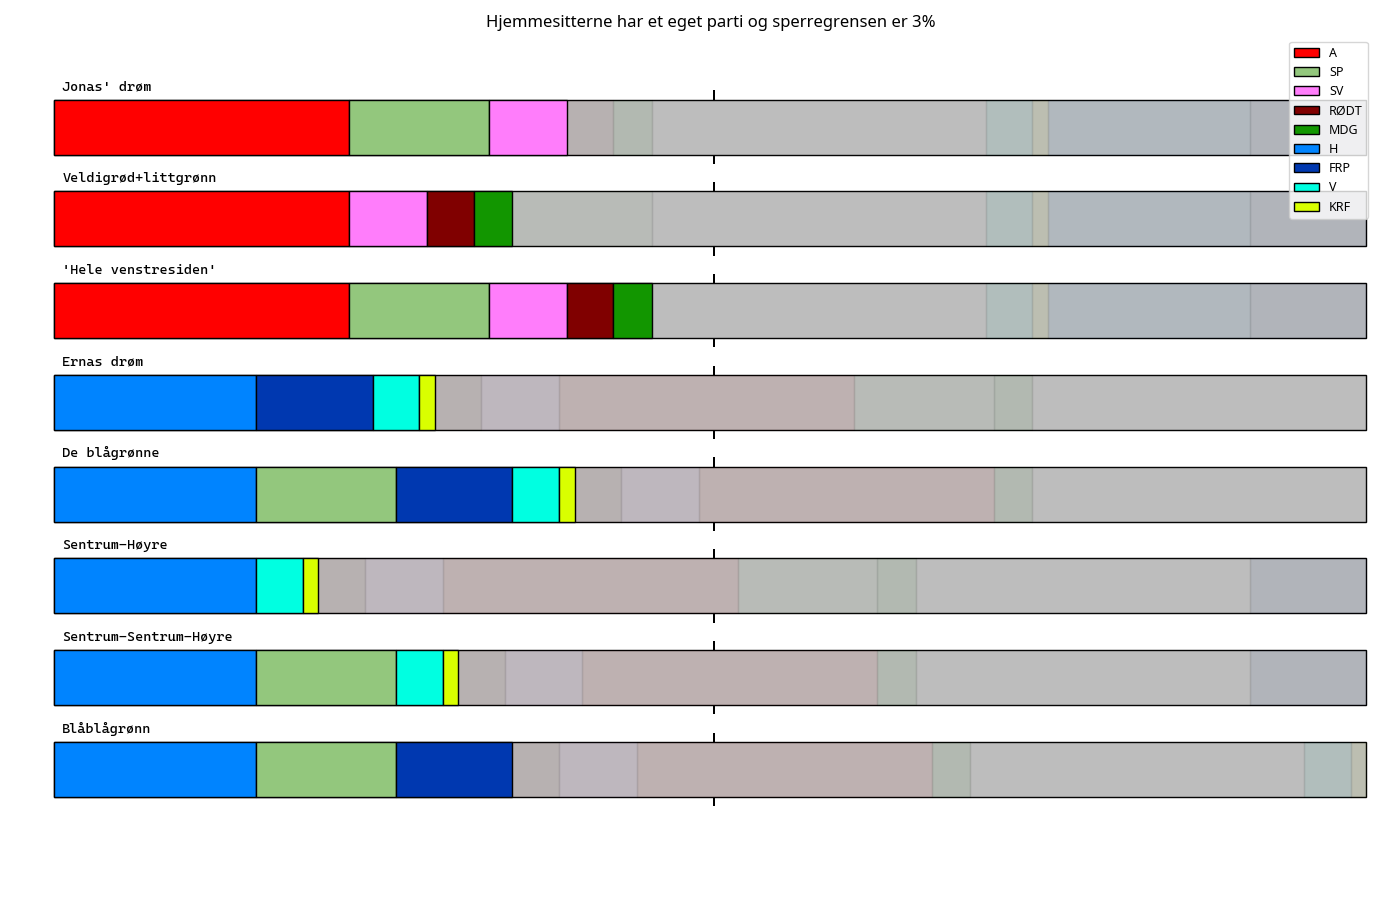 Hjemmesitterne har et eget parti og sperregrensen er 3%
A
SP
SV
RØDT
MDG
H
FRP
V
KRF
Jonas' drøm
Veldigrød+littgrønn
'Hele venstresiden'
Ernas drøm
De blågrønne
Sentrum-Høyre
Sentrum-Sentrum-Høyre
Blåblågrønn